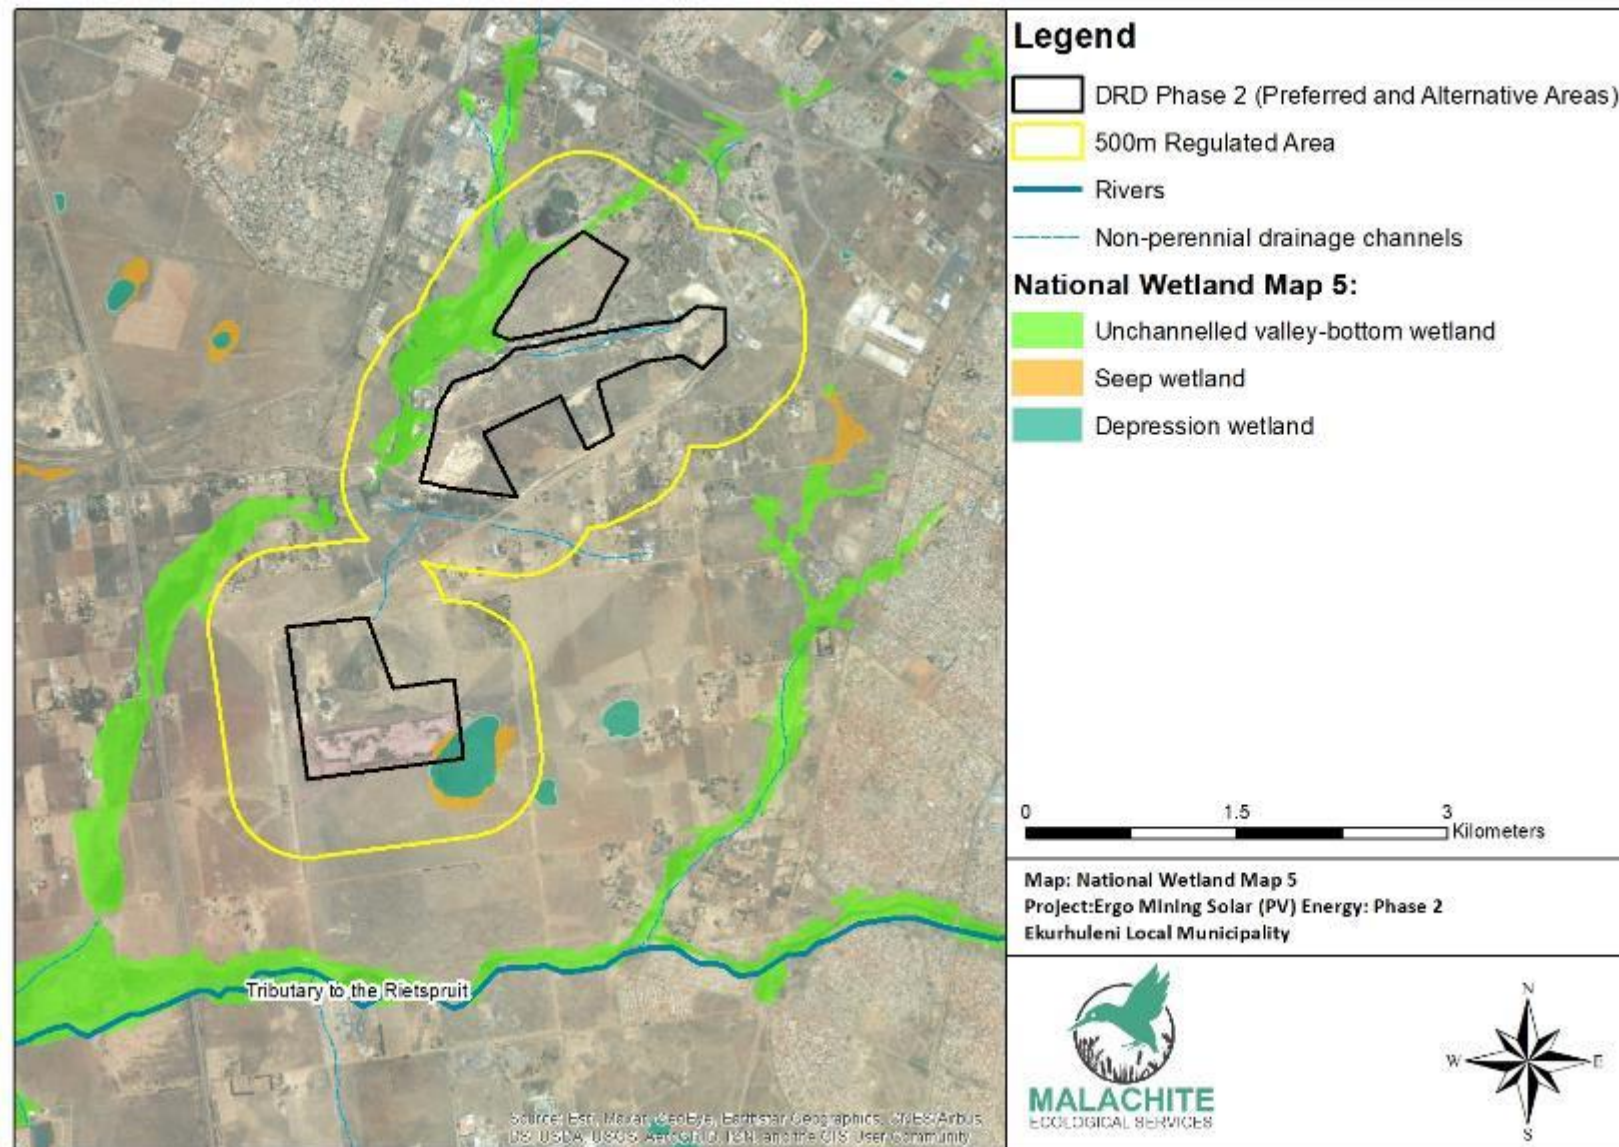 Legend
DRD Phase 2 (Preferred and Alternative Areas)
500m Regulated Area
Rivers
Non-perennial drainage channels
National Wetland Map 5:
Unchannelled valley-bottom wetland
Seep wetland
Depression wetland
0 1.5 3
Kilometers
Map: National Wetland Map 5
Project:Ergo Mining Solar (PV) Energy: Phase 2
Ekurhuleni Local Municipality
MALACHITE
ECOLOGICAL SERVICES
N
W E
S
Tributary to the Rietspruit
Source: Esri, Maxar, GeoEye, Earthstar Geographics, CNES/Airbus
DS, USDA, USGS, AeroGRID, IGN, and the GIS User Community